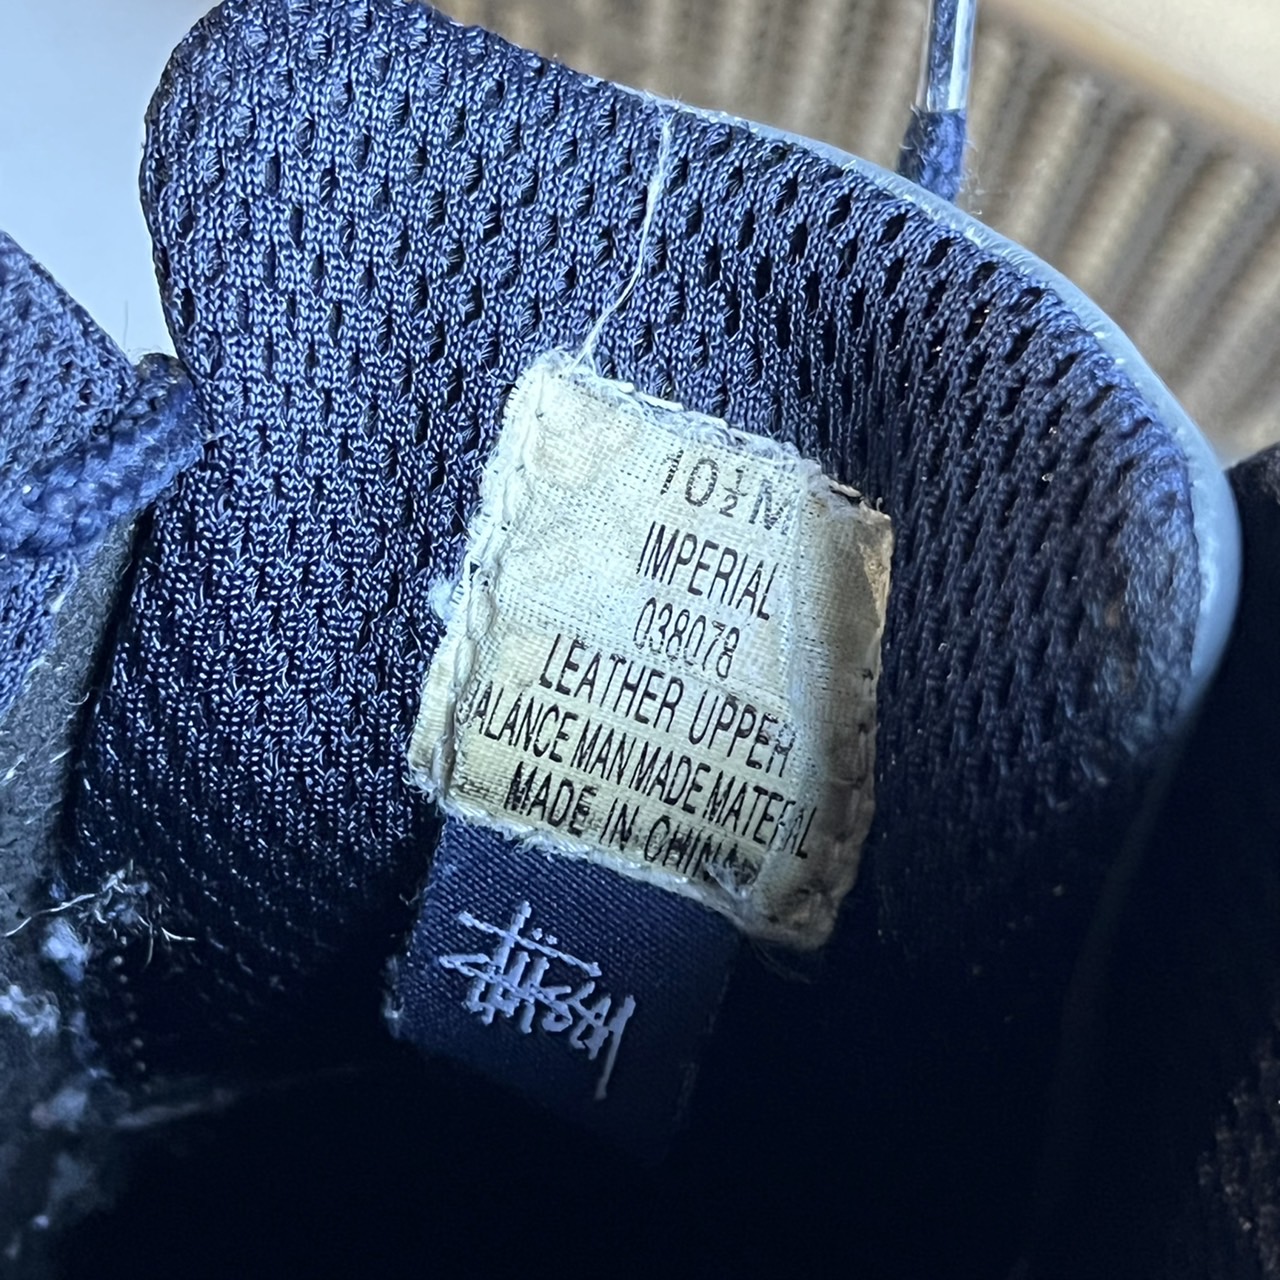 10½M
IMPERIAL
038078
LEATHER UPPER
BALANCE MAN MADE MATERIAL
MADE IN CHINA
Stüssy